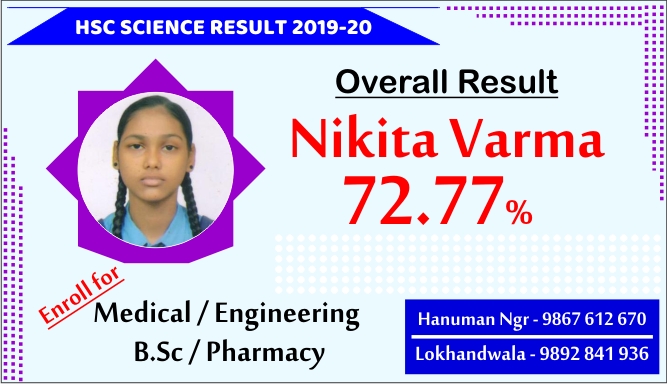 HSC SCIENCE RESULT 2019-20
Overall Result
Nikita Varma
72.77%
Enroll for
Medical / Engineering
B.Sc / Pharmacy
Hanuman Ngr - 9867 612 670
Lokhandwala - 9892 841 936